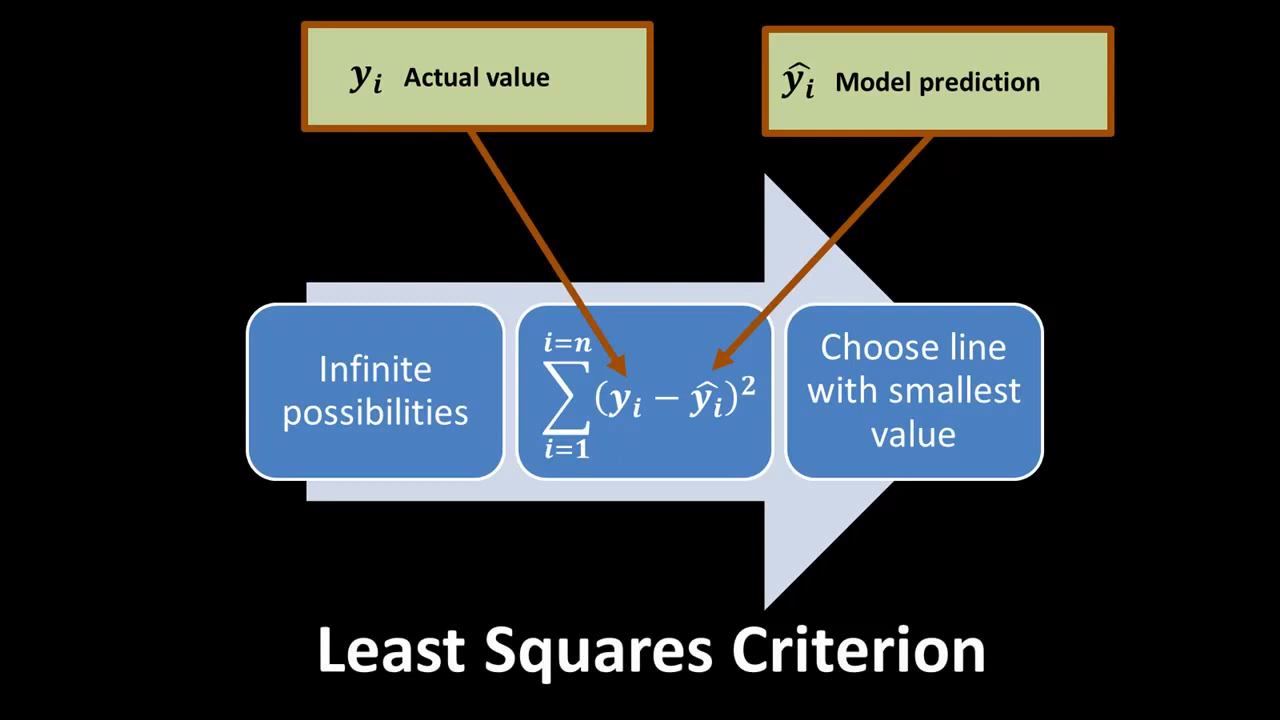 yᵢ Actual value
ŷᵢ Model prediction
Infinite
possibilities
i=n
∑(yᵢ − ŷᵢ)²
i=1
Choose line
with smallest
value
Least Squares Criterion